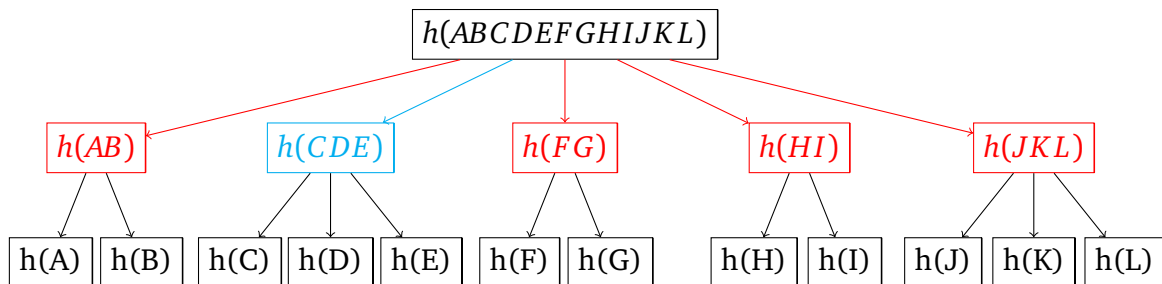 h(ABCDEFGHIJKL)
h(AB) h(CDE) h(FG) h(HI) h(JKL)
h(A) h(B) h(C) h(D) h(E) h(F) h(G) h(H) h(I) h(J) h(K) h(L)